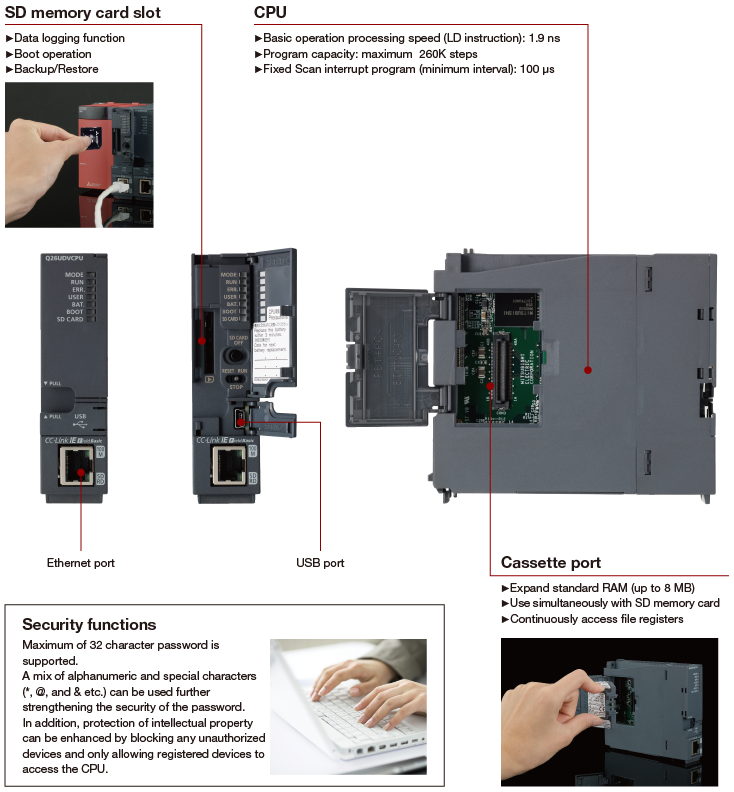 SD memory card slot
►Data logging function
►Boot operation
►Backup/Restore
CPU
►Basic operation processing speed (LD instruction): 1.9 ns
►Program capacity: maximum 260K steps
►Fixed Scan interrupt program (minimum interval): 100 μs
Q26UDVCPU
MODE
RUN
ERR.
USER
BAT.
BOOT
SD CARD
▼ PULL
▲ PULL
USB
CC-Link IE Field Basic
MODE
RUN
ERR.
USER
BAT.
BOOT
SD CARD
SD CARD
OFF
RESET RUN
STOP
CC-Link IE Field Basic
MITSUBISHI
MITSUBISHI
ELECTRIC
CORPORATION
Ethernet port
USB port
Cassette port
►Expand standard RAM (up to 8 MB)
►Use simultaneously with SD memory card
►Continuously access file registers
Security functions
Maximum of 32 character password is
supported.
A mix of alphanumeric and special characters
(*, @, and & etc.) can be used further
strengthening the security of the password.
In addition, protection of intellectual property
can be enhanced by blocking any unauthorized
devices and only allowing registered devices to
access the CPU.